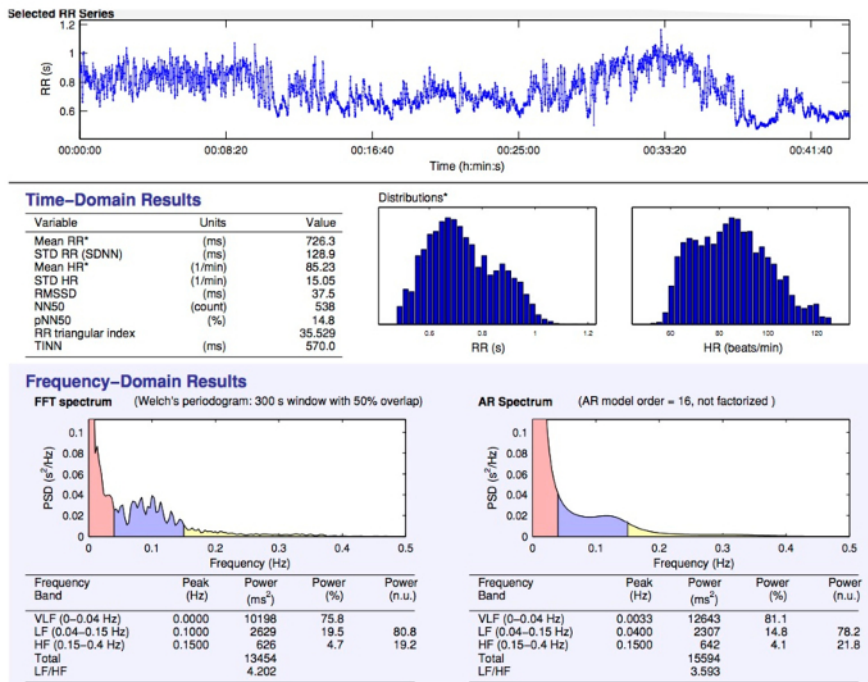 Selected RR Series
1.2
1
0.8
0.6
RR (s)
00:00:00 00:08:20 00:16:40 00:25:00 00:33:20 00:41:40
Time (h:min:s)
Time–Domain Results
Variable Units Value
Mean RR* (ms) 726.3
STD RR (SDNN) (ms) 128.9
Mean HR* (1/min) 85.23
STD HR (1/min) 15.05
RMSSD (ms) 37.5
NN50 (count) 538
pNN50 (%) 14.8
RR triangular index 35.529
TINN (ms) 570.0
Distributions*
0.6 0.8 1 1.2
RR (s)
60 80 100 120
HR (beats/min)
Frequency–Domain Results
FFT spectrum (Welch's periodogram: 300 s window with 50% overlap)
0.1
0.08
0.06
0.04
0.02
0
PSD (s²/Hz)
0 0.1 0.2 0.3 0.4 0.5
Frequency (Hz)
Frequency Peak Power Power Power
Band (Hz) (ms²) (%) (n.u.)
VLF (0–0.04 Hz) 0.0000 10198 75.8
LF (0.04–0.15 Hz) 0.1000 2629 19.5 80.8
HF (0.15–0.4 Hz) 0.1500 626 4.7 19.2
Total 13454
LF/HF 4.202
AR Spectrum (AR model order = 16, not factorized )
0.1
0.08
0.06
0.04
0.02
0
PSD (s²/Hz)
0 0.1 0.2 0.3 0.4 0.5
Frequency (Hz)
Frequency Peak Power Power Power
Band (Hz) (ms²) (%) (n.u.)
VLF (0–0.04 Hz) 0.0033 12643 81.1
LF (0.04–0.15 Hz) 0.0400 2307 14.8 78.2
HF (0.15–0.4 Hz) 0.1500 642 4.1 21.8
Total 15594
LF/HF 3.593